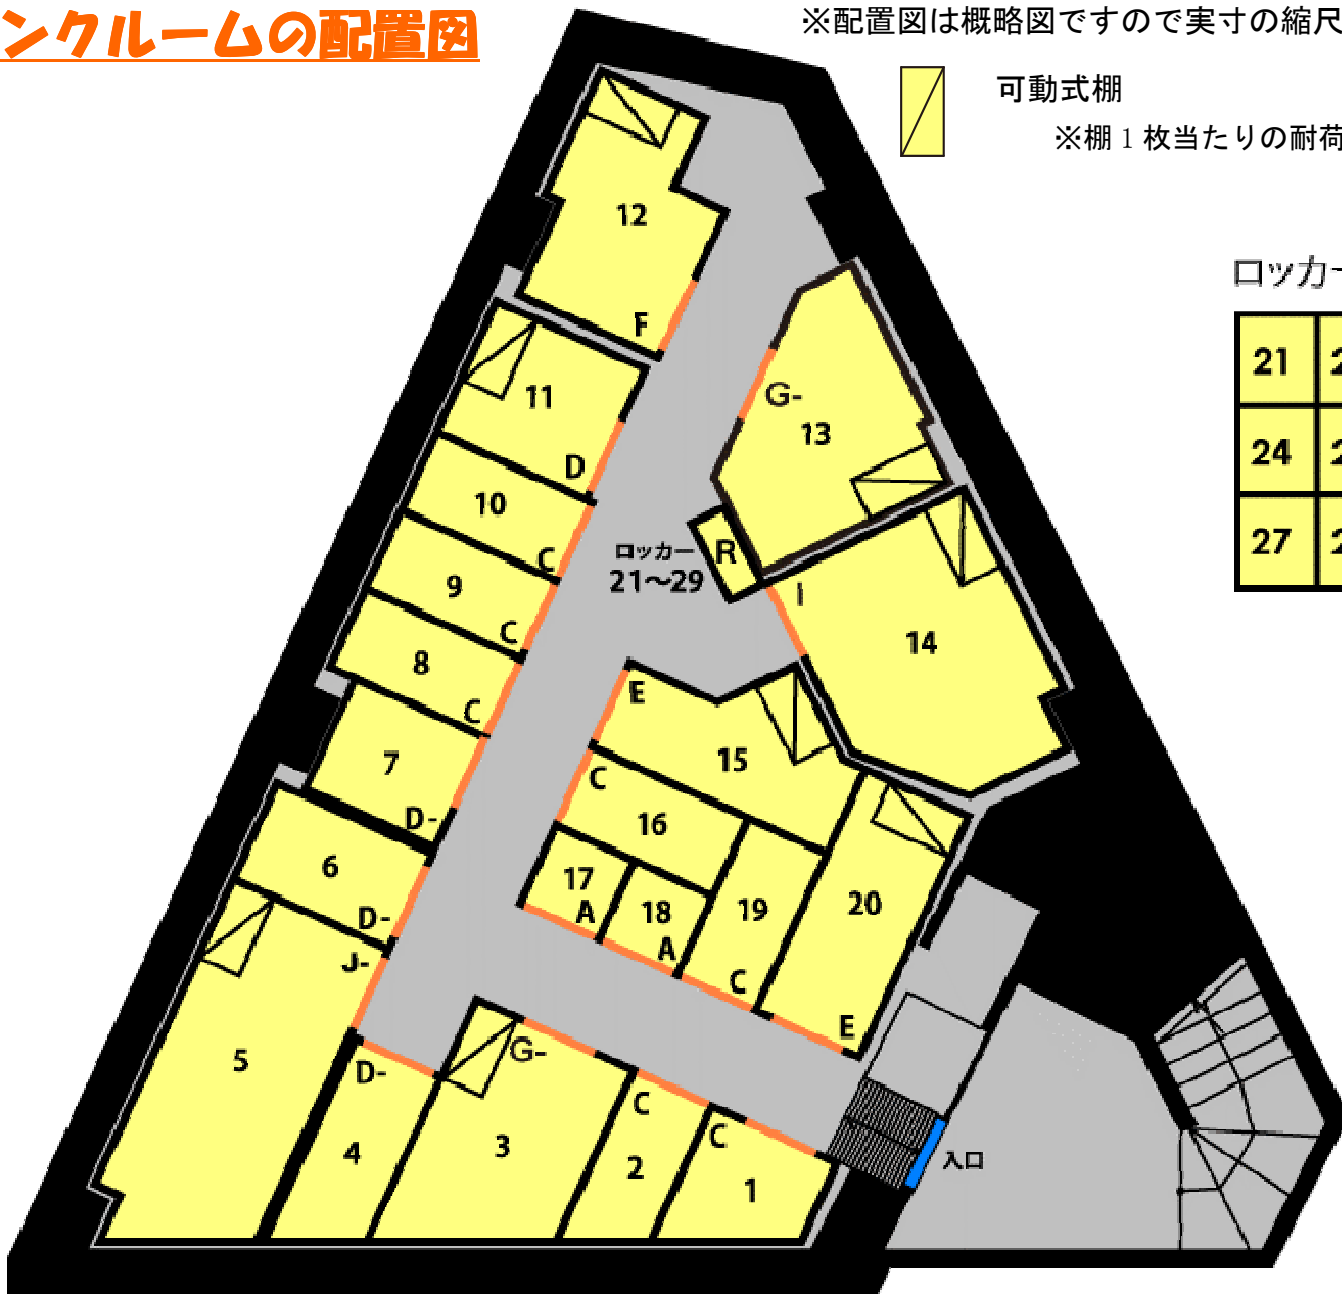 ンクルームの配置図
※配置図は概略図ですので実寸の縮尺
可動式棚
※棚1枚当たりの耐荷
ロッカー
21
24
27
12
F
11
D
10
C
9
C
8
C
7
D-
6
D-
J-
5
D-
4
G-
3
C
2
C
1
G-
13
R
ロッカー
21~29
I
14
E
15
C
16
17
A
18
A
19
C
20
E
入口